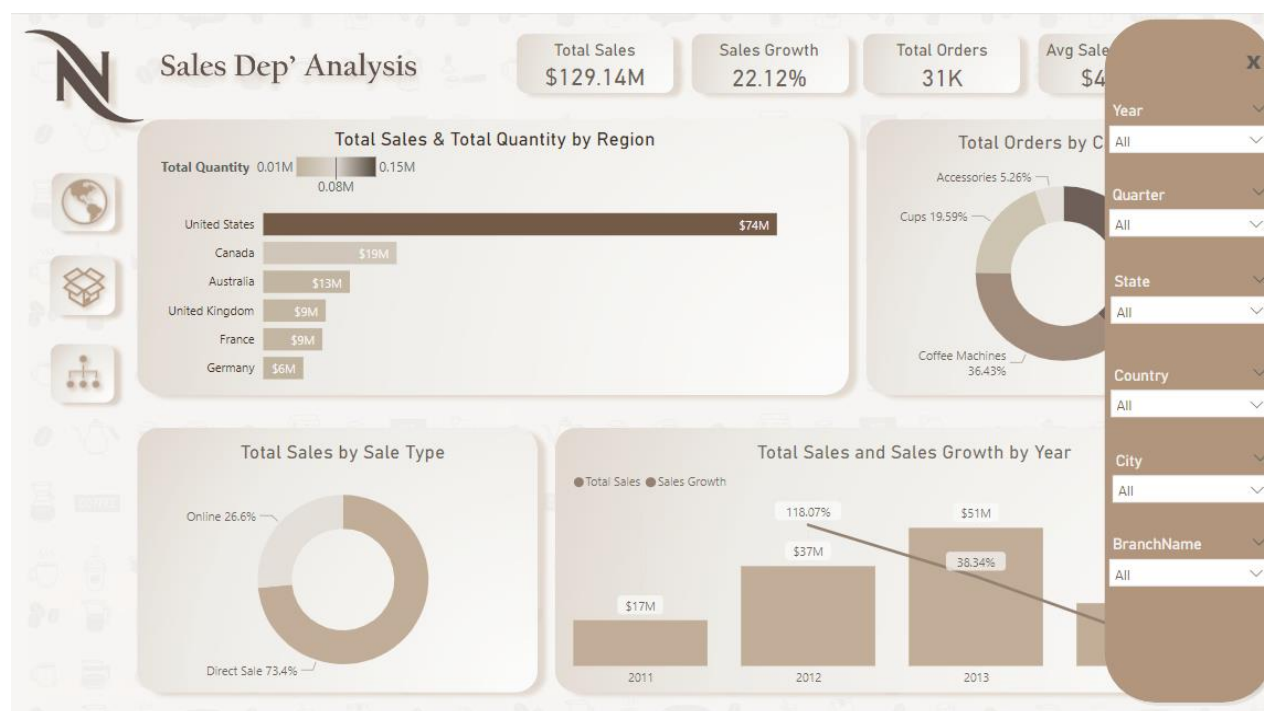 N
Sales Dep' Analysis
Total Sales
$129.14M
Sales Growth
22.12%
Total Orders
31K
Avg Sale
$4
X
Total Sales & Total Quantity by Region
Total Quantity 0.01M 0.15M
0.08M
United States $74M
Canada $19M
Australia $13M
United Kingdom $9M
France $9M
Germany $6M
Total Orders by C
Accessories 5.26%
Cups 19.59%
Coffee Machines
36.43%
Total Sales by Sale Type
Online 26.6%
Direct Sale 73.4%
Total Sales and Sales Growth by Year
Total Sales Sales Growth
118.07%
$51M
$37M
38.34%
$17M
2011 2012 2013
Year
All
Quarter
All
State
All
Country
All
City
All
BranchName
All